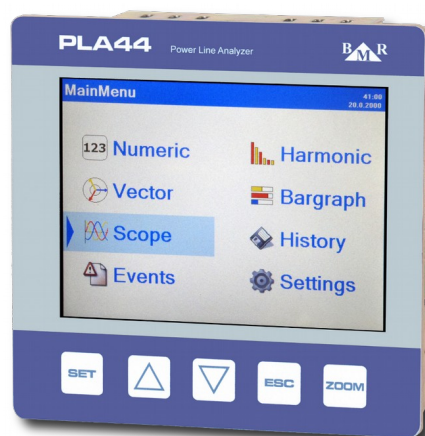 PLA44 Power Line Analyzer BMR
MainMenu
41:09
20.0,2000
123 Numeric
Harmonic
Vector
Bargraph
Scope
History
Events
Settings
SET ESC ZOOM